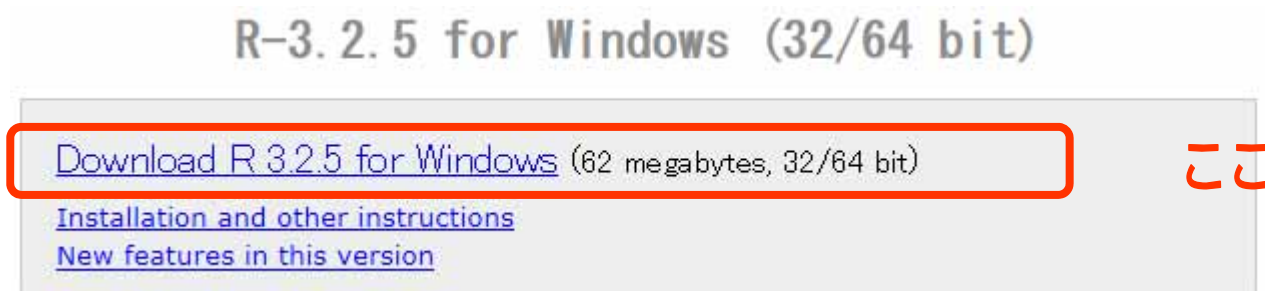 R-3.2.5 for Windows (32/64 bit)
Download R 3.2.5 for Windows (62 megabytes, 32/64 bit)
ここ
Installation and other instructions
New features in this version